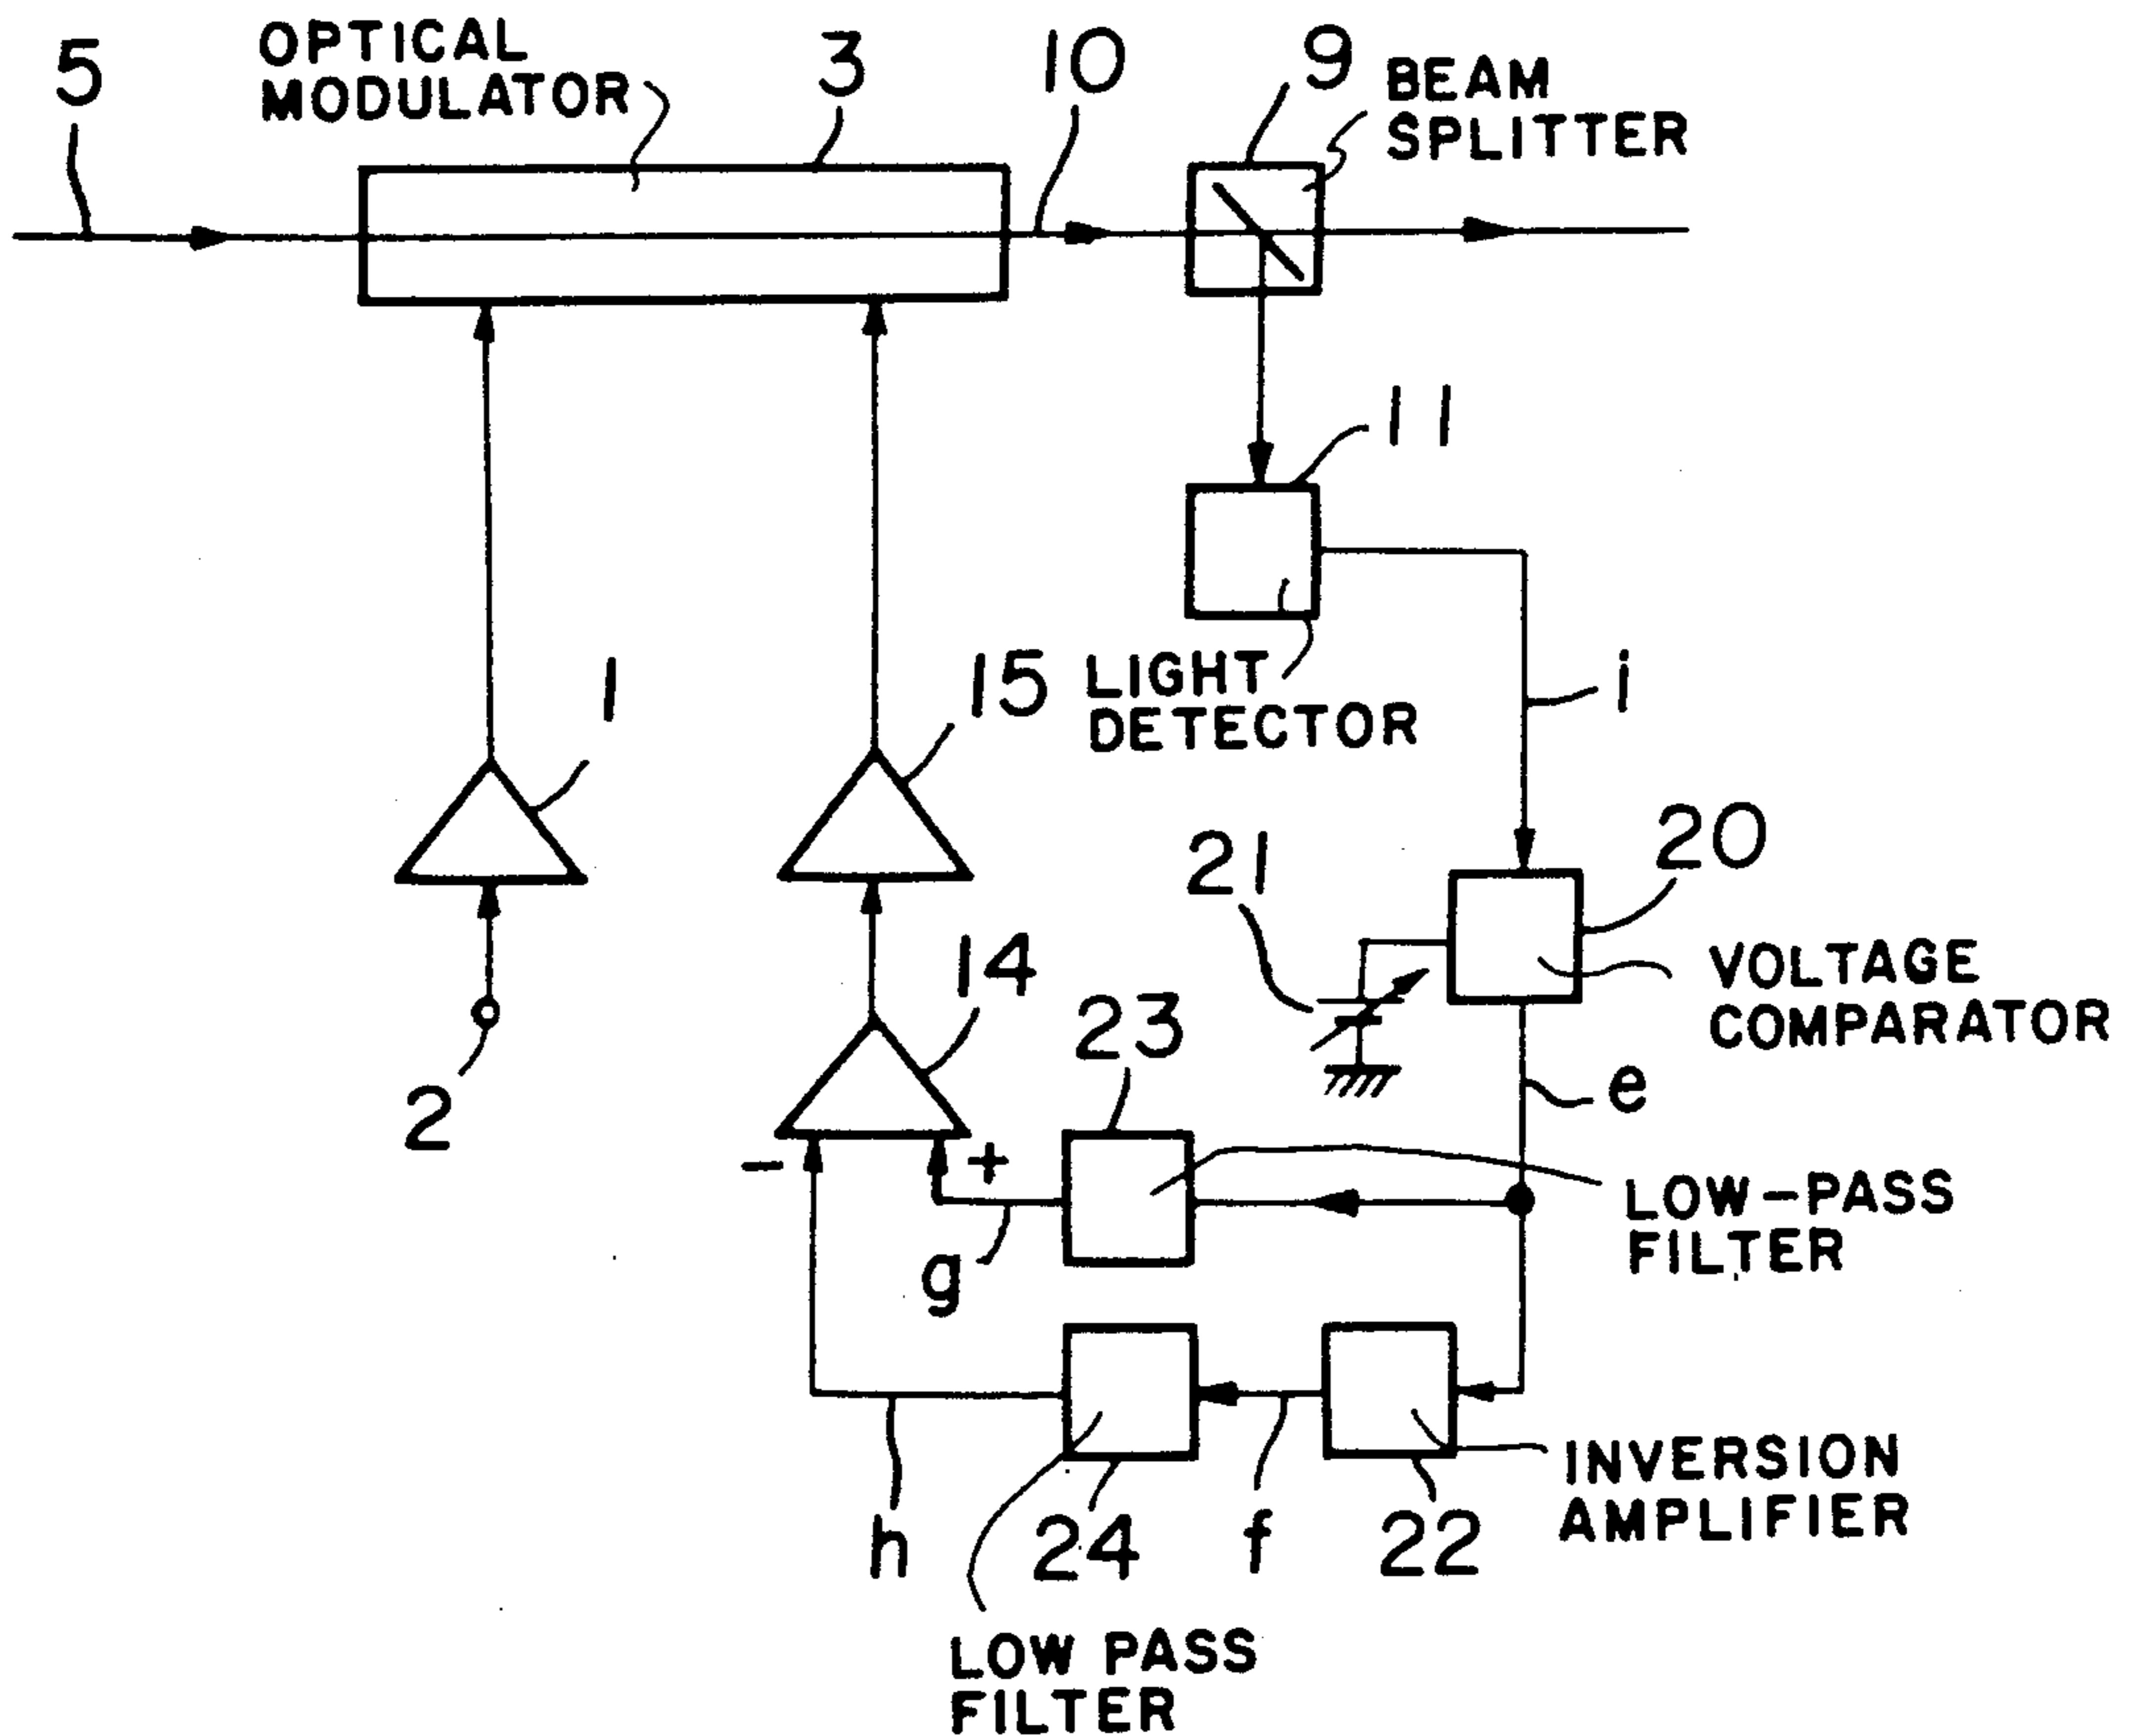 5
OPTICAL
MODULATOR
3
10
9
BEAM
SPLITTER
11
LIGHT
DETECTOR
i
1
15
20
21
VOLTAGE
COMPARATOR
14
23
2
e
-
+
g
LOW-PASS
FILTER
h
24
f
22
INVERSION
AMPLIFIER
LOW PASS
FILTER